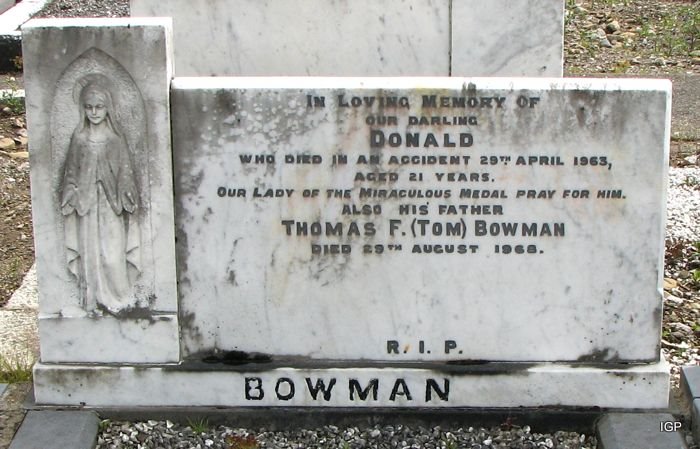 IN LOVING MEMORY OF
OUR DARLING
DONALD
WHO DIED IN AN ACCIDENT 29TH APRIL 1963,
AGED 21 YEARS.
OUR LADY OF THE MIRACULOUS MEDAL PRAY FOR HIM.
ALSO HIS FATHER
THOMAS F. (TOM) BOWMAN
DIED 29TH AUGUST 1968.
R. I. P.
BOWMAN
IGP